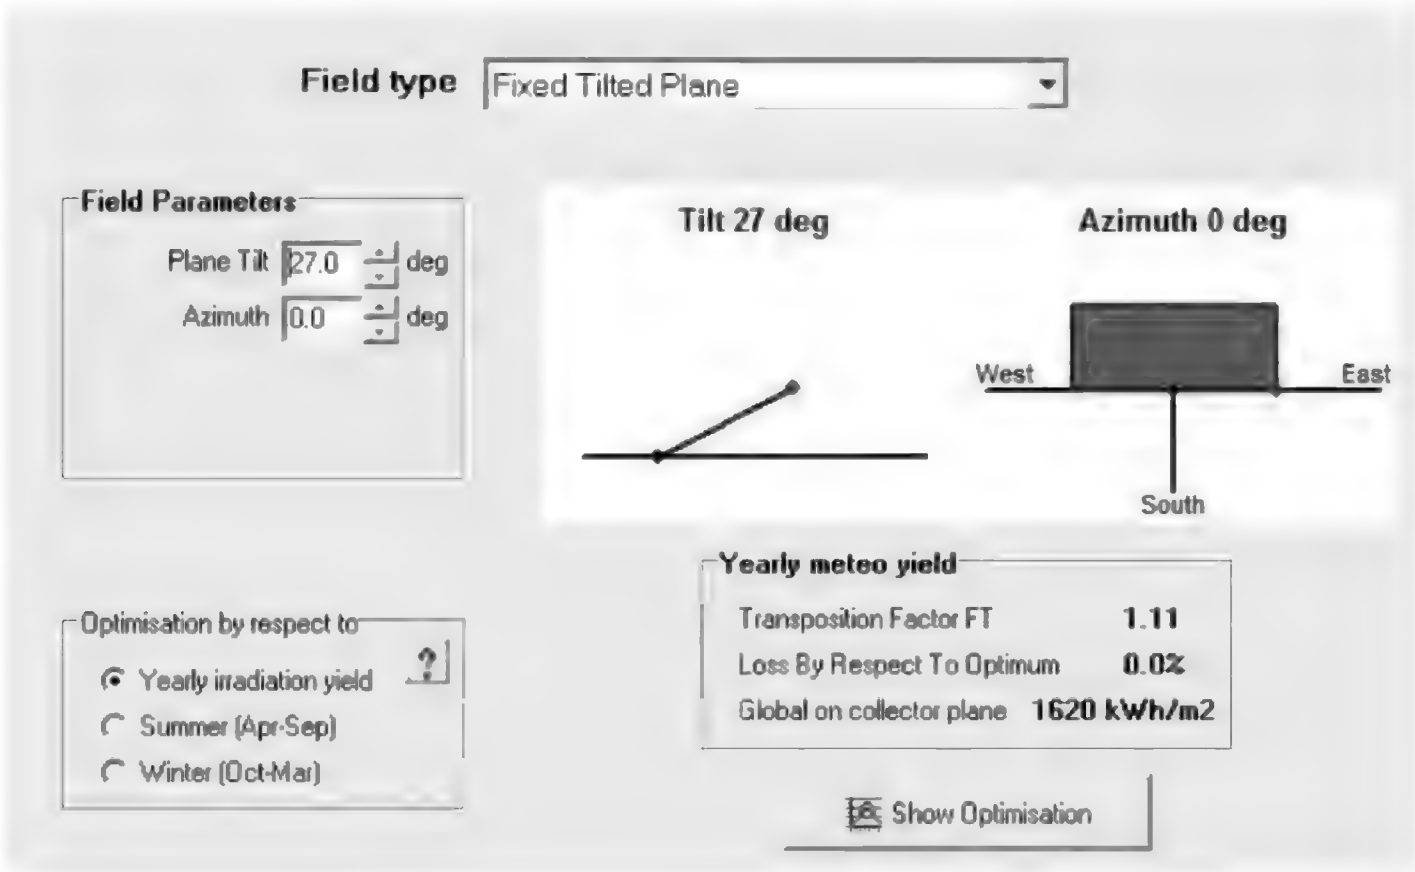 Field type Fixed Tilted Plane
Field Parameters
Plane Tilt 27.0 deg
Azimuth 0.0 deg
Tilt 27 deg
Azimuth 0 deg
West
East
South
Optimisation by respect to
?
Yearly irradiation yield
Summer (Apr-Sep)
Winter (Oct-Mar)
Yearly meteo yield
Transposition Factor FT 1.11
Loss By Respect To Optimum 0.0%
Global on collector plane 1620 kWh/m2
Show Optimisation